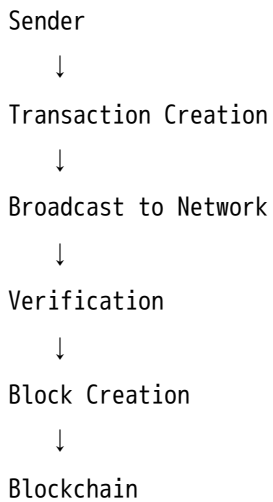 Sender
↓
Transaction Creation
↓
Broadcast to Network
↓
Verification
↓
Block Creation
↓
Blockchain